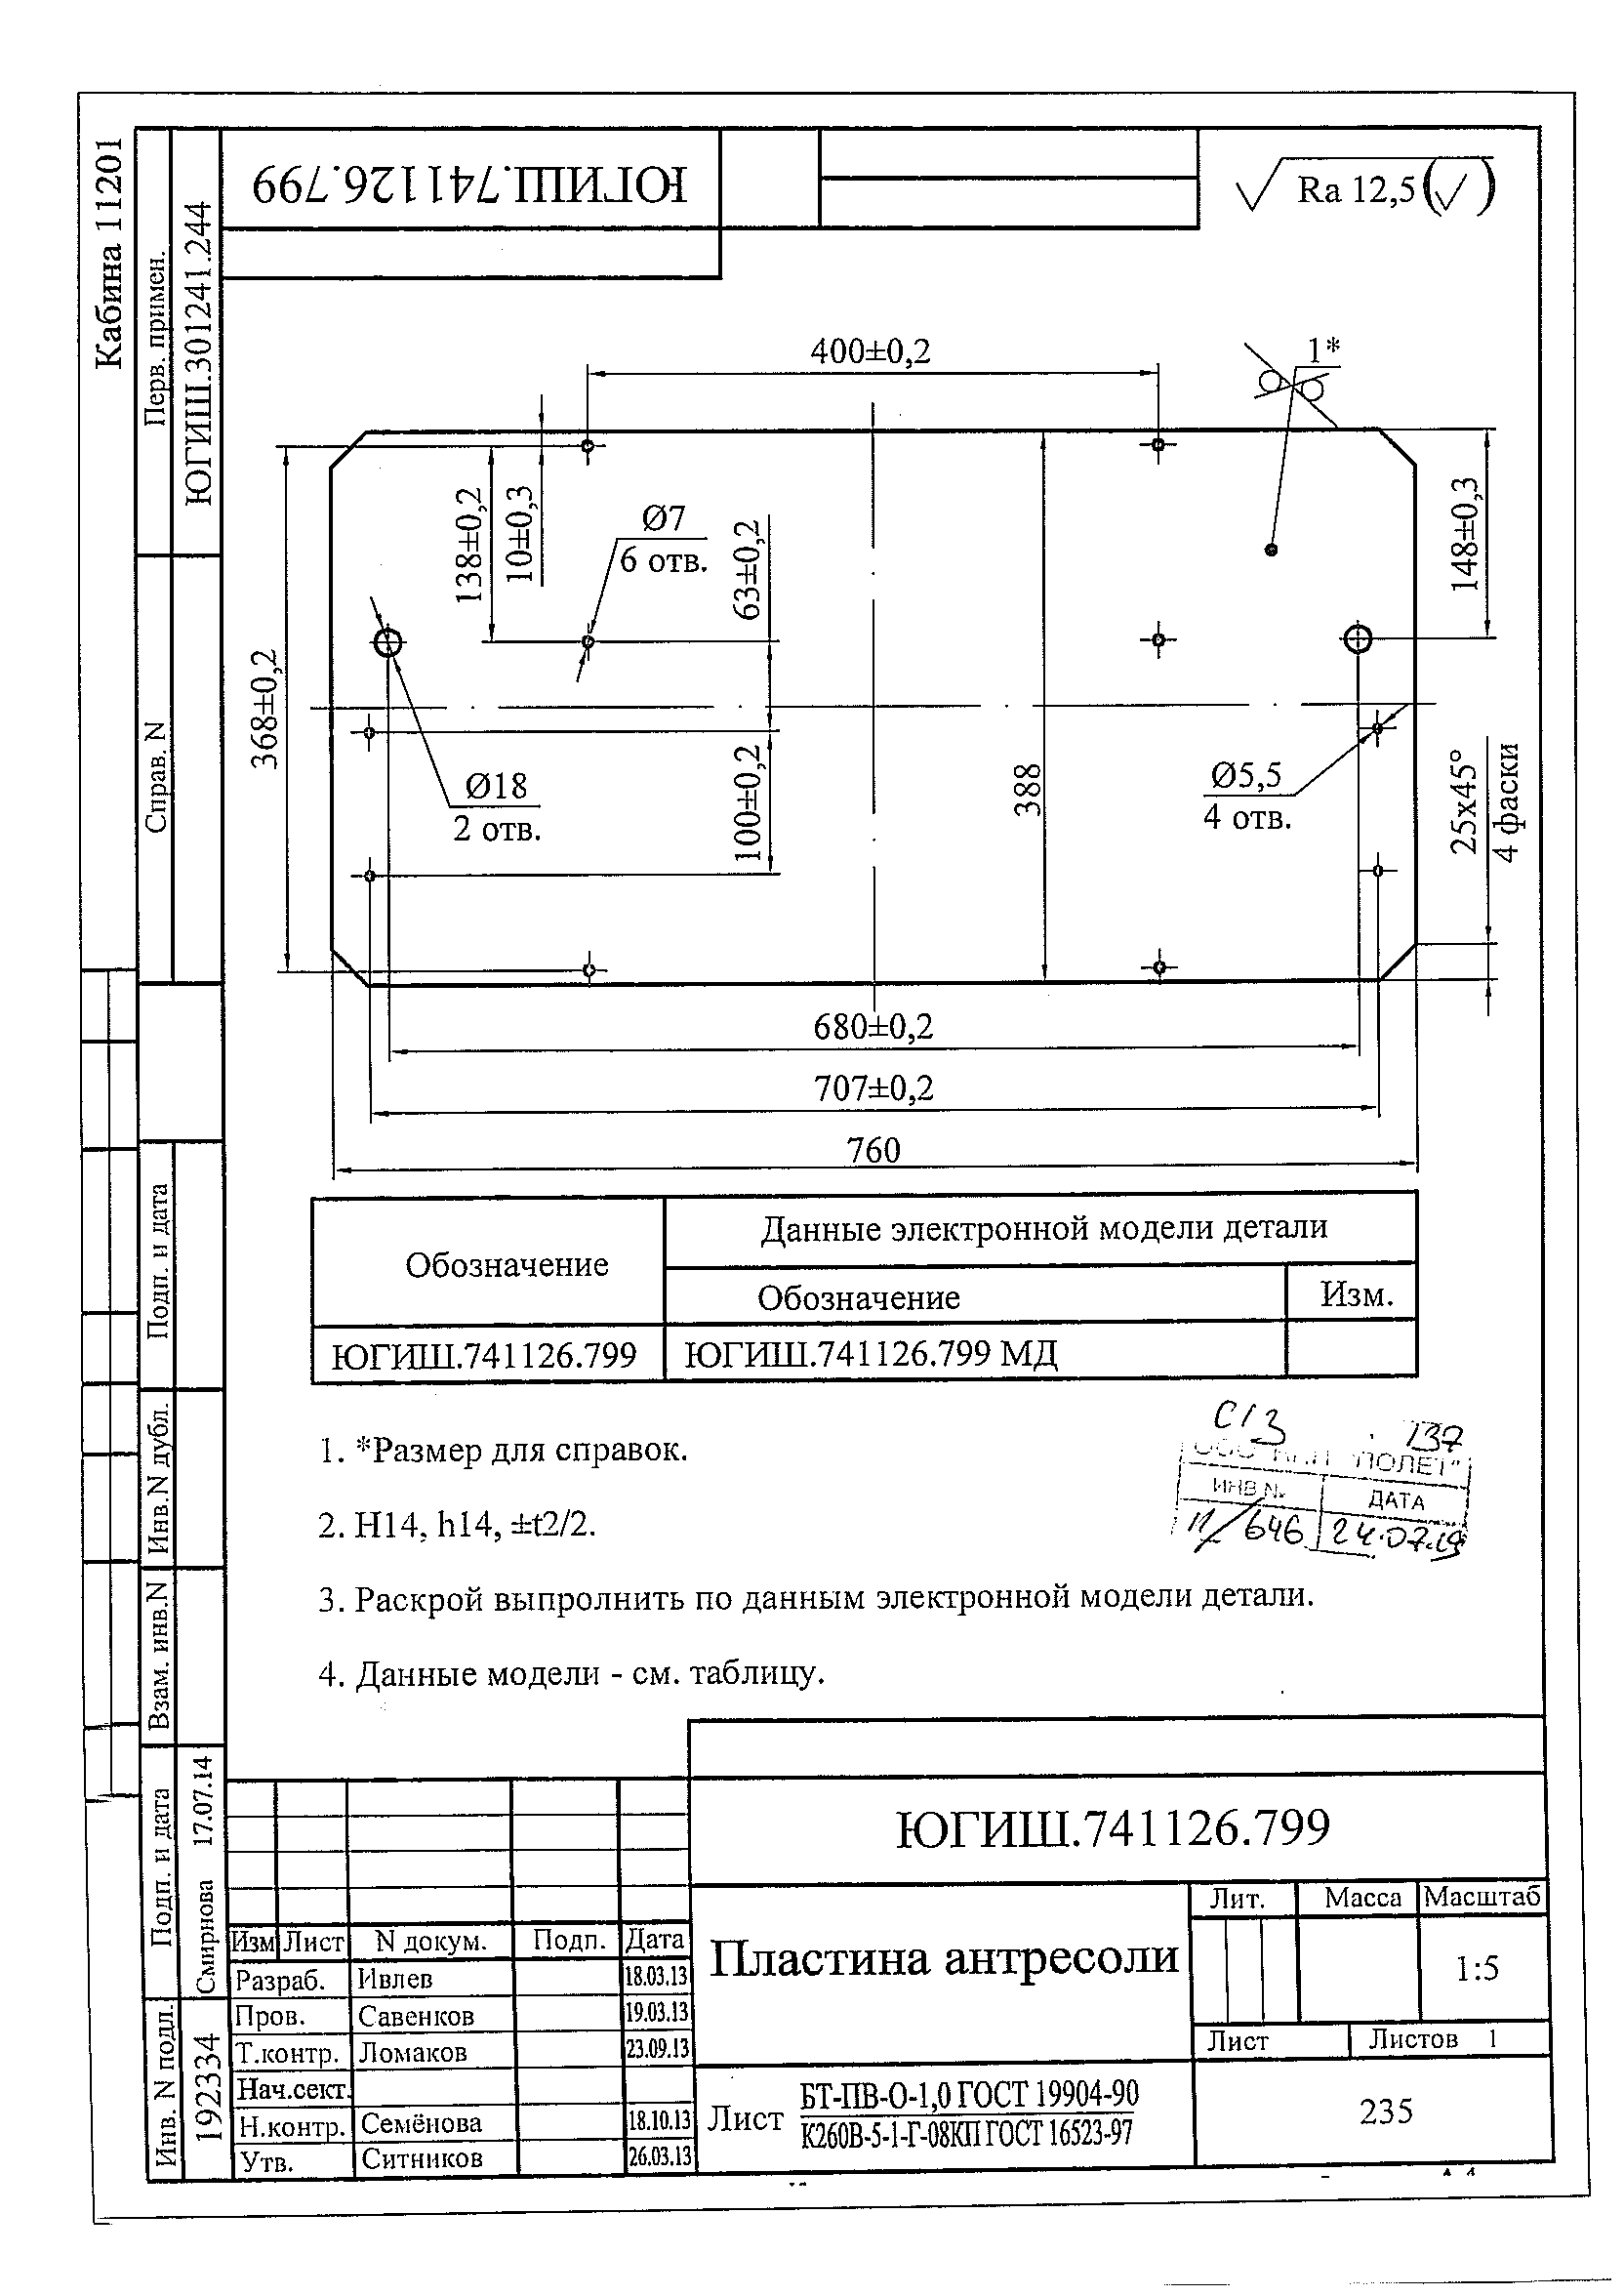 Кабина 11201
Перв. примен.
ЮГИШ.301241.244
ЮГИШ.741126.799
Ra 12,5 (√)
Справ. N
400±0,2
1*
138±0,2
10±0,3
Ø7
6 отв.
63±0,2
148±0,3
368±0,2
Ø18
2 отв.
100±0,2
388
Ø5,5
4 отв.
25x45°
4 фаски
680±0,2
707±0,2
760
Обозначение
Данные электронной модели детали
Обозначение
Изм.
ЮГИШ.741126.799
ЮГИШ.741126.799 МД
1. *Размер для справок.
2. H14, h14, ±t2/2.
3. Раскрой выпролнить по данным электронной модели детали.
4. Данные модели - см. таблицу.
137
"ПОЛЕТ"
ИНВ N.
ДАТА
11/646
24.07.19
Подп. и дата
Инв.N дубл.
Взам. инв.N
Подп. и дата
Смирнова 17.07.14
Инв. N подл.
192334
ЮГИШ.741126.799
Изм Лист N докум. Подп. Дата
Разраб. Ивлев 18.03.13
Пров. Савенков 19.03.13
Т.контр. Ломаков 23.09.13
Нач.сект.
Н.контр. Семёнова 18.10.13
Утв. Ситников 26.03.13
Пластина антресоли
Лит. Масса Масштаб
1:5
Лист Листов 1
Лист БТ-ПВ-О-1,0 ГОСТ 19904-90
К260В-5-1-Г-08КП ГОСТ 16523-97
235